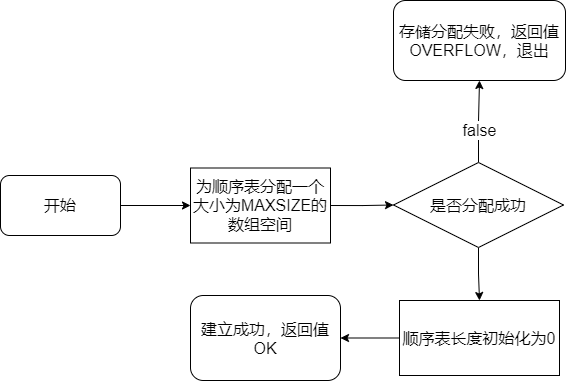 存储分配失败，返回值
OVERFLOW，退出
false
开始
为顺序表分配一个
大小为MAXSIZE的
数组空间
是否分配成功
建立成功，返回值
OK
顺序表长度初始化为0